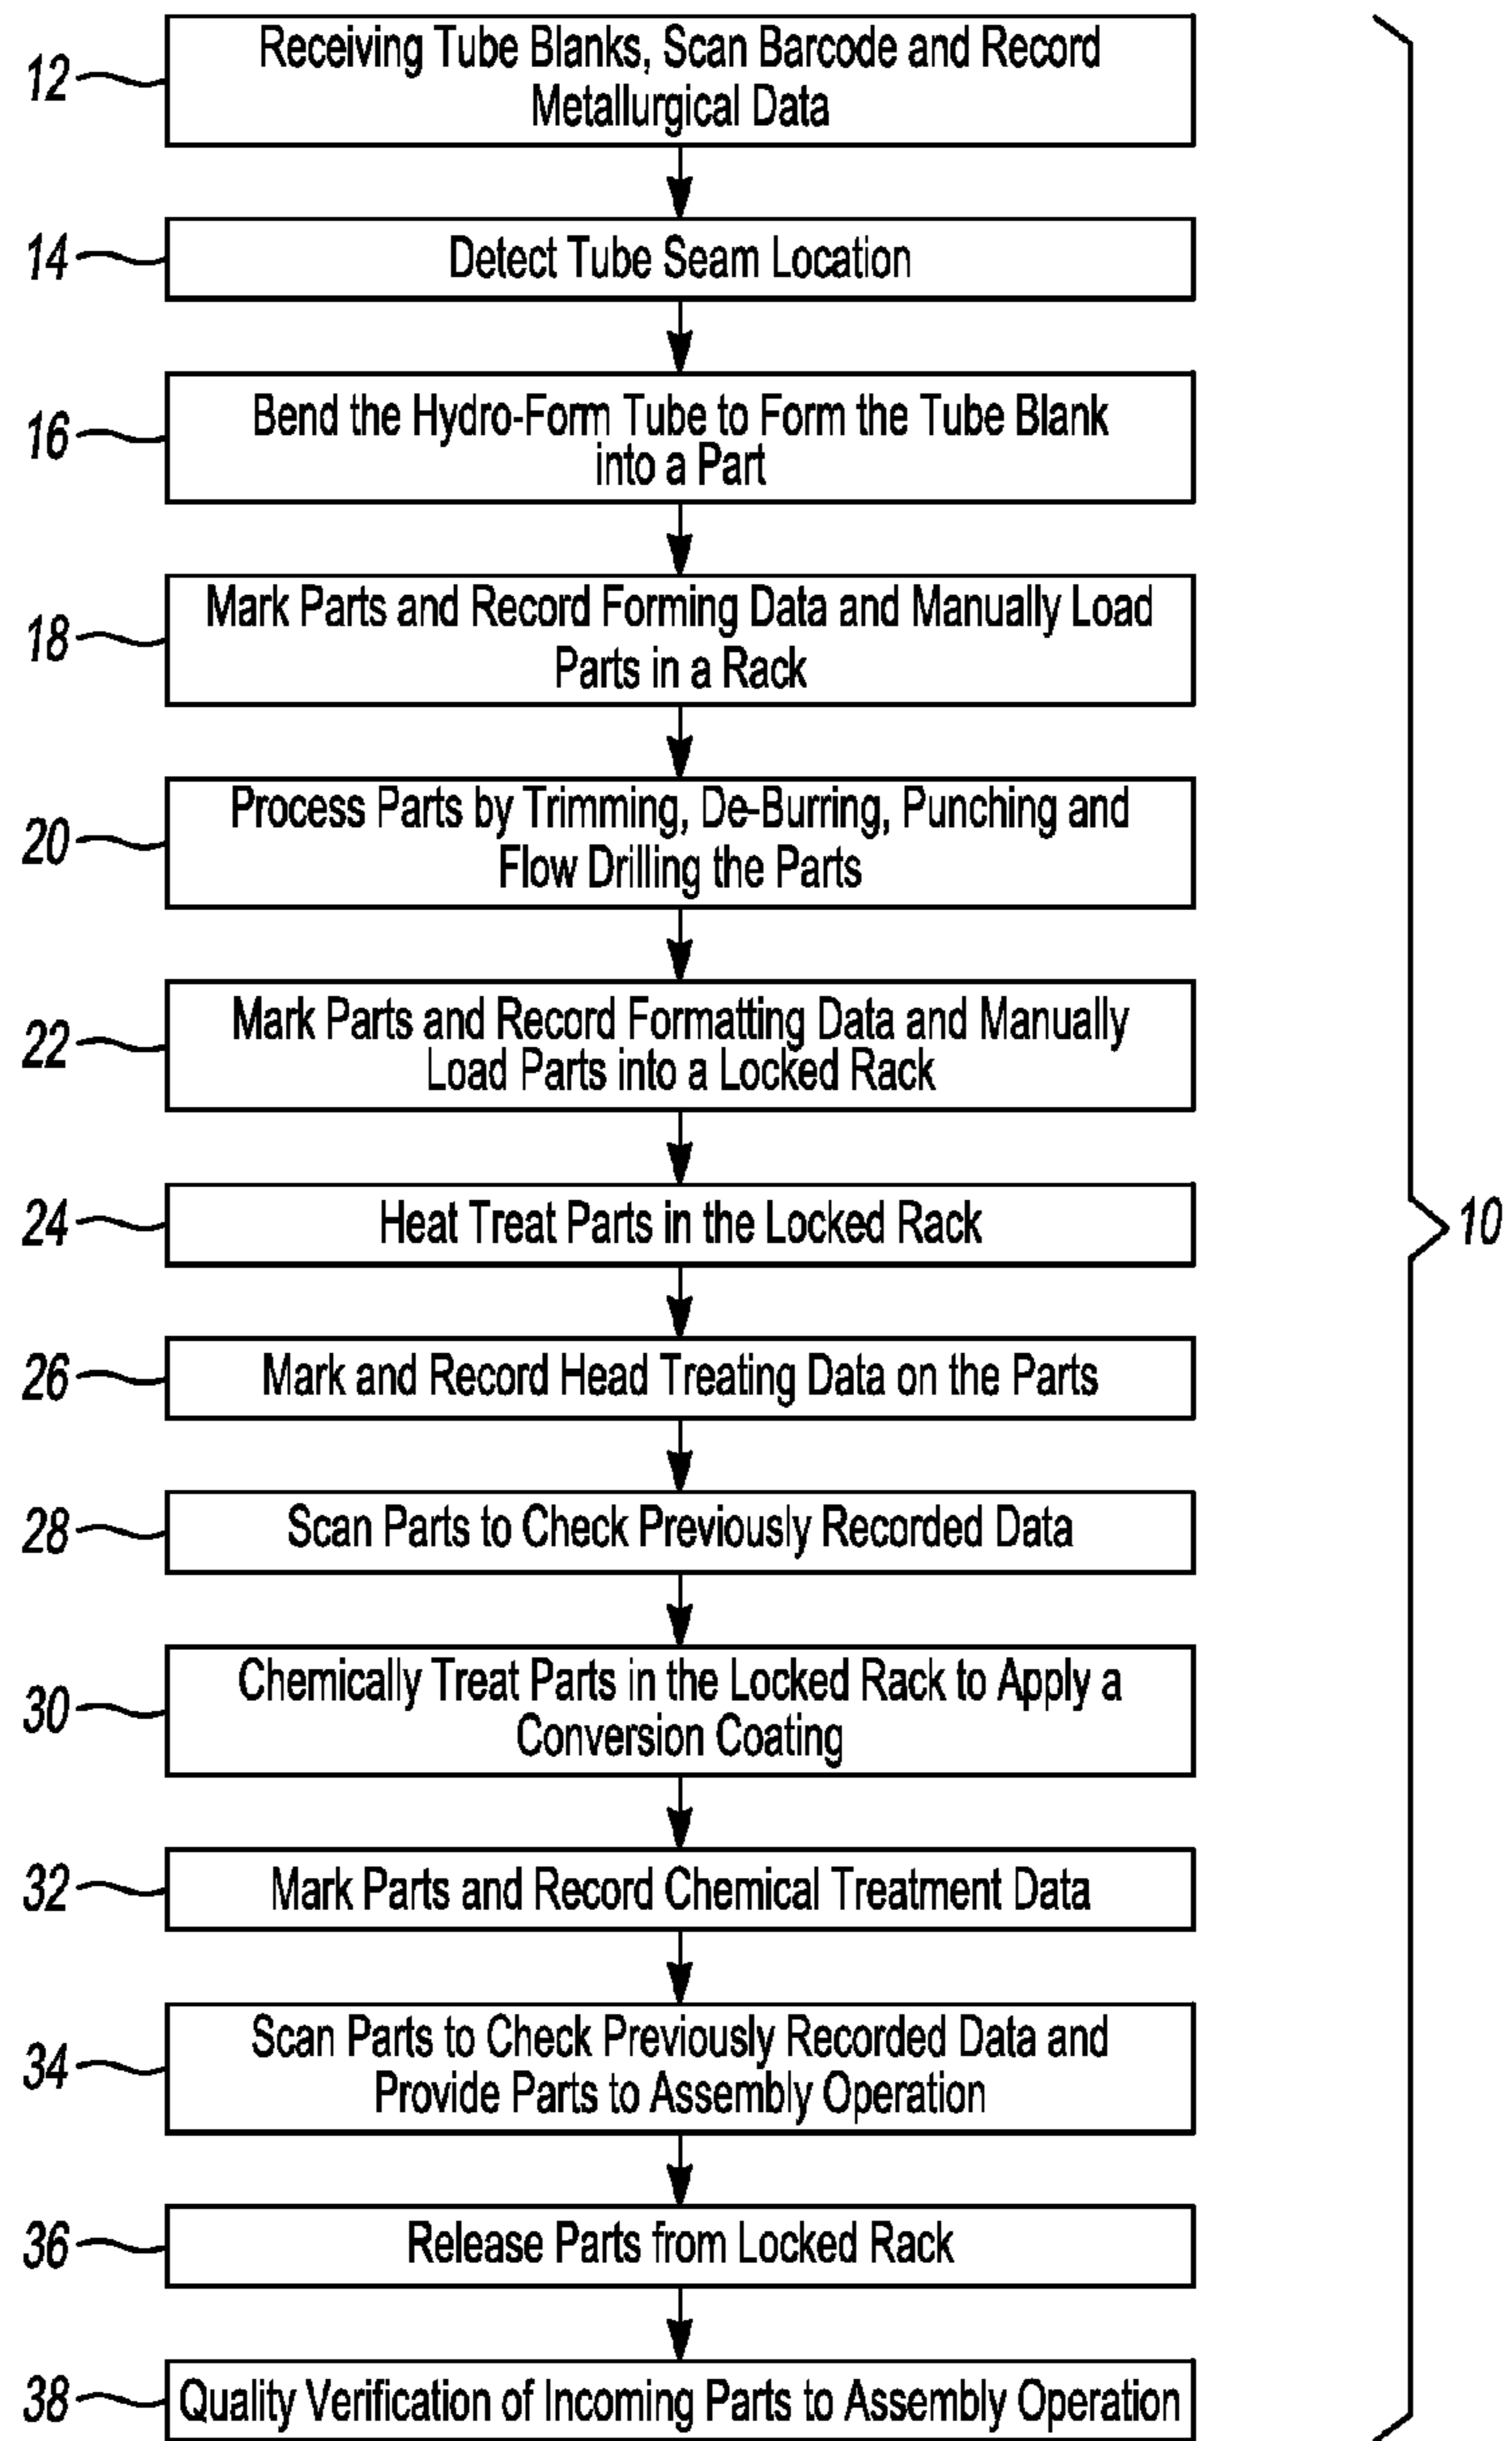 12
Receiving Tube Blanks, Scan Barcode and Record
Metallurgical Data
14
Detect Tube Seam Location
16
Bend the Hydro-Form Tube to Form the Tube Blank
into a Part
18
Mark Parts and Record Forming Data and Manually Load
Parts in a Rack
20
Process Parts by Trimming, De-Burring, Punching and
Flow Drilling the Parts
22
Mark Parts and Record Formatting Data and Manually
Load Parts into a Locked Rack
24
Heat Treat Parts in the Locked Rack
10
26
Mark and Record Head Treating Data on the Parts
28
Scan Parts to Check Previously Recorded Data
30
Chemically Treat Parts in the Locked Rack to Apply a
Conversion Coating
32
Mark Parts and Record Chemical Treatment Data
34
Scan Parts to Check Previously Recorded Data and
Provide Parts to Assembly Operation
36
Release Parts from Locked Rack
38
Quality Verification of Incoming Parts to Assembly Operation